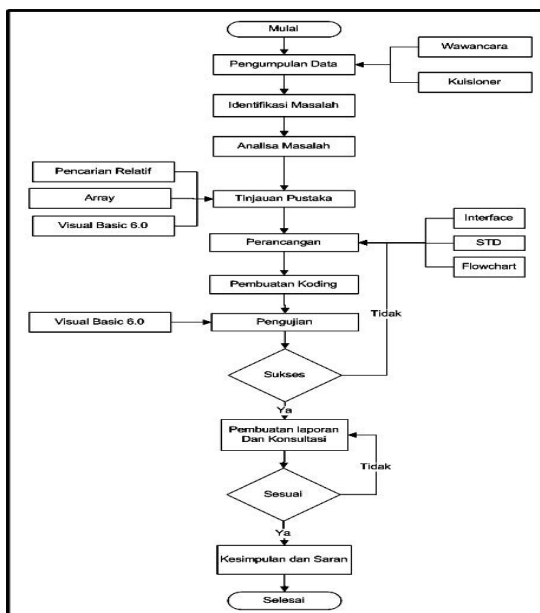 Mulai
Pengumpulan Data
Wawancara
Kuisioner
Identifikasi Masalah
Analisa Masalah
Pencarian Relatif
Array
Visual Basic 6.0
Tinjauan Pustaka
Perancangan
Interface
STD
Flowchart
Pembuatan Koding
Visual Basic 6.0
Pengujian
Tidak
Sukses
Ya
Pembuatan laporan
Dan Konsultasi
Tidak
Sesuai
Ya
Kesimpulan dan Saran
Selesai